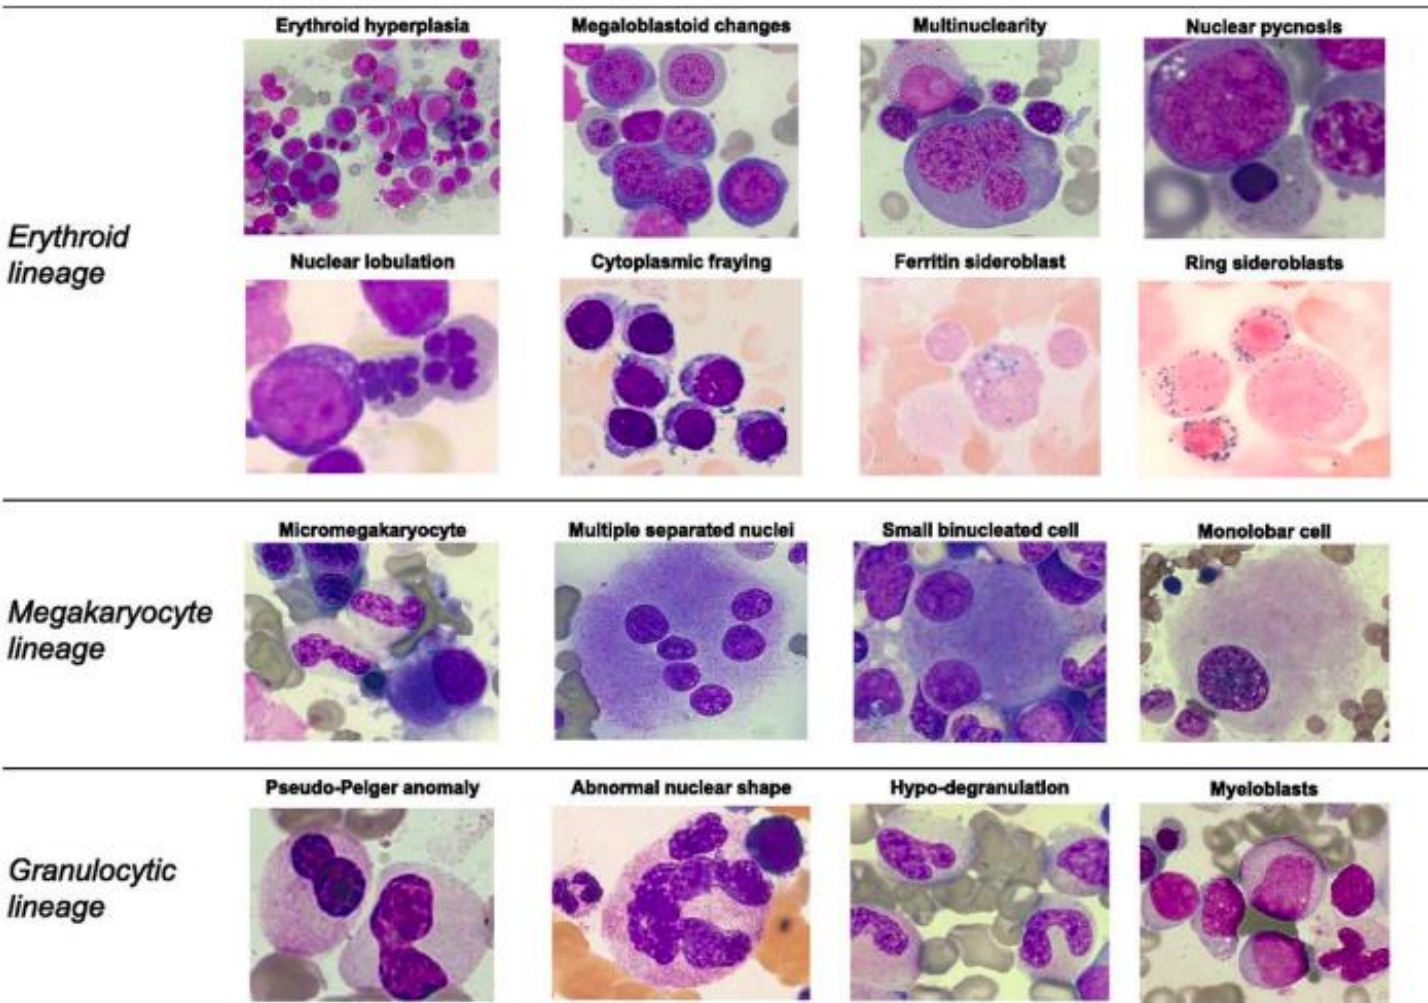 Erythroid hyperplasia
Megaloblastoid changes
Multinuclearity
Nuclear pycnosis
Erythroid
lineage
Nuclear lobulation
Cytoplasmic fraying
Ferritin sideroblast
Ring sideroblasts
Micromegakaryocyte
Multiple separated nuclei
Small binucleated cell
Monolobar cell
Megakaryocyte
lineage
Pseudo-Pelger anomaly
Abnormal nuclear shape
Hypo-degranulation
Myeloblasts
Granulocytic
lineage